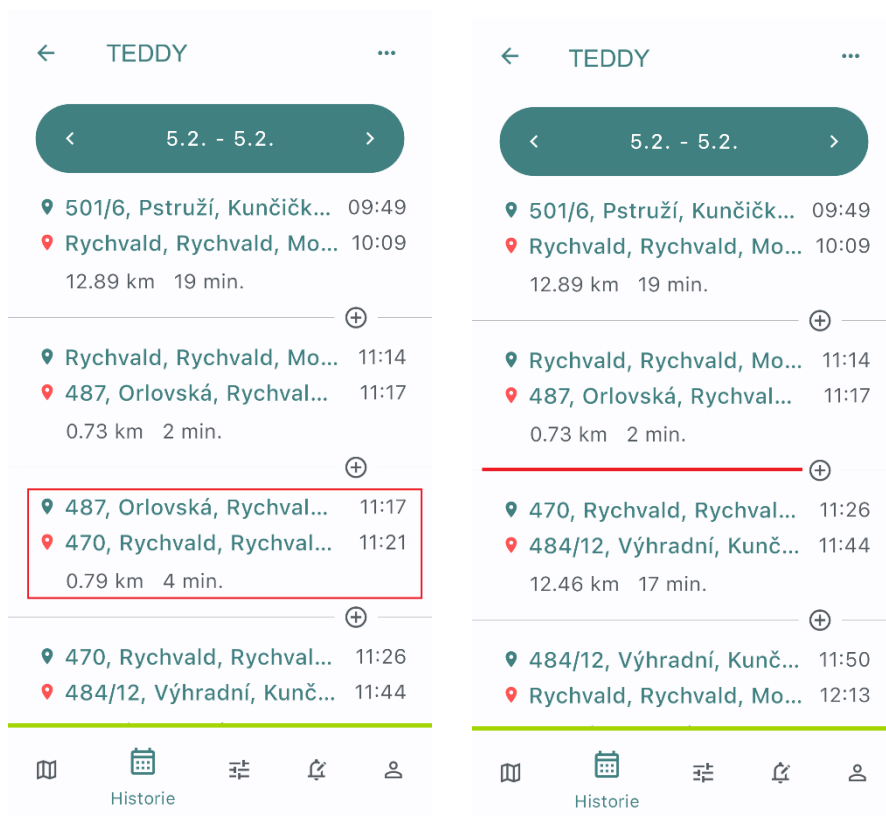 TEDDY
5.2. - 5.2.
501/6, Pstruží, Kunčičk... 09:49
Rychvald, Rychvald, Mo... 10:09
12.89 km 19 min.
Rychvald, Rychvald, Mo... 11:14
487, Orlovská, Rychval... 11:17
0.73 km 2 min.
487, Orlovská, Rychval... 11:17
470, Rychvald, Rychval... 11:21
0.79 km 4 min.
470, Rychvald, Rychval... 11:26
484/12, Výhradní, Kunč... 11:44
Historie
TEDDY
5.2. - 5.2.
501/6, Pstruží, Kunčičk... 09:49
Rychvald, Rychvald, Mo... 10:09
12.89 km 19 min.
Rychvald, Rychvald, Mo... 11:14
487, Orlovská, Rychval... 11:17
0.73 km 2 min.
470, Rychvald, Rychval... 11:26
484/12, Výhradní, Kunč... 11:44
12.46 km 17 min.
484/12, Výhradní, Kunč... 11:50
Rychvald, Rychvald, Mo... 12:13
Historie